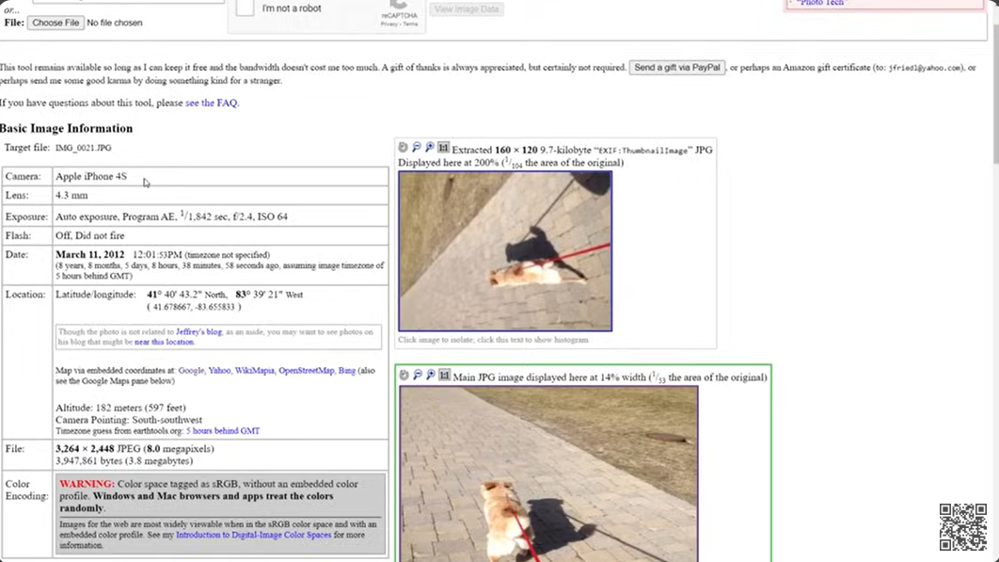 or...
I'm not a robot
reCAPTCHA
Privacy - Terms
View Image Data
"Photo Tech"
File: Choose File No file chosen
This tool remains available so long as I can keep it free and the bandwidth doesn't cost me too much. A gift of thanks is always appreciated, but certainly not required. Send a gift via PayPal , or perhaps an Amazon gift certificate (to: jfriedl@yahoo.com), or
perhaps send me some good karma by doing something kind for a stranger.
If you have questions about this tool, please see the FAQ.
Basic Image Information
Target file: IMG_0021.JPG
Camera: Apple iPhone 4S
Lens: 4.3 mm
Exposure: Auto exposure, Program AE, 1/1,842 sec, f/2.4, ISO 64
Flash: Off, Did not fire
Date: March 11, 2012 12:01:53PM (timezone not specified)
(8 years, 8 months, 5 days, 8 hours, 38 minutes, 58 seconds ago, assuming image timezone of
5 hours behind GMT)
Location: Latitude/longitude: 41° 40' 43.2" North, 83° 39' 21" West
( 41.678667, -83.655833 )
Though the photo is not related to Jeffrey's blog, as an aside, you may want to see photos on
his blog that might be near this location.
Map via embedded coordinates at: Google, Yahoo, WikiMapia, OpenStreetMap, Bing (also
see the Google Maps pane below)
Altitude: 182 meters (597 feet)
Camera Pointing: South-southwest
Timezone guess from earthtools.org: 5 hours behind GMT
File: 3,264 × 2,448 JPEG (8.0 megapixels)
3,947,861 bytes (3.8 megabytes)
Color
Encoding:
WARNING: Color space tagged as sRGB, without an embedded color
profile. Windows and Mac browsers and apps treat the colors
randomly.
Images for the web are most widely viewable when in the sRGB color space and with an
embedded color profile. See my Introduction to Digital-Image Color Spaces for more
information.
1:1 Extracted 160 × 120 9.7-kilobyte "EXIF:ThumbnailImage" JPG
Displayed here at 200% (1/104 the area of the original)
Click image to isolate, click this text to show histogram.
1:1 Main JPG image displayed here at 14% width (1/53 the area of the original)